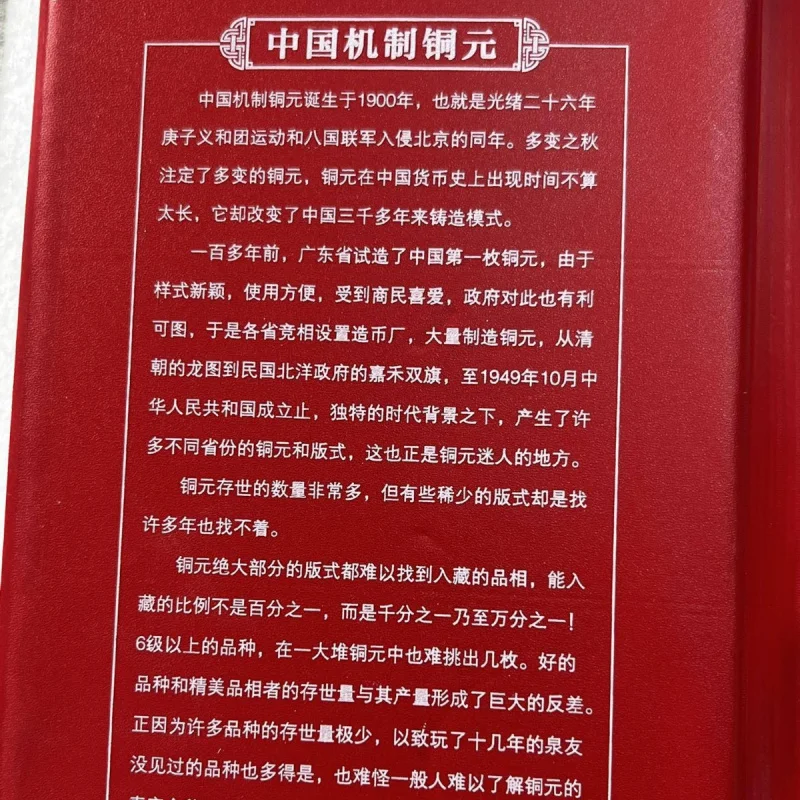 中国机制铜元
中国机制铜元诞生于1900年，也就是光绪二十六年
庚子义和团运动和八国联军入侵北京的同年。多变之秋
注定了多变的铜元，铜元在中国货币史上出现时间不算
太长，它却改变了中国三千多年来铸造模式。
一百多年前，广东省试造了中国第一枚铜元，由于
样式新颖，使用方便，受到商民喜爱，政府对此也有利
可图，于是各省竞相设置造币厂，大量制造铜元，从清
朝的龙图到民国北洋政府的嘉禾双旗，至1949年10月中
华人民共和国成立止，独特的时代背景之下，产生了许
多不同省份的铜元和版式，这也正是铜元迷人的地方。
铜元存世的数量非常多，但有些稀少的版式却是找
许多年也找不着。
铜元绝大部分的版式都难以找到入藏的品相，能入
藏的比例不是百分之一，而是千分之一乃至万分之一！
6级以上的品种，在一大堆铜元中也难挑出几枚。好的
品种和精美品相者的存世量与其产量形成了巨大的反差。
正因为许多品种的存世量极少，以致玩了十几年的泉友
没见过的品种也多得是，也难怪一般人难以了解铜元的